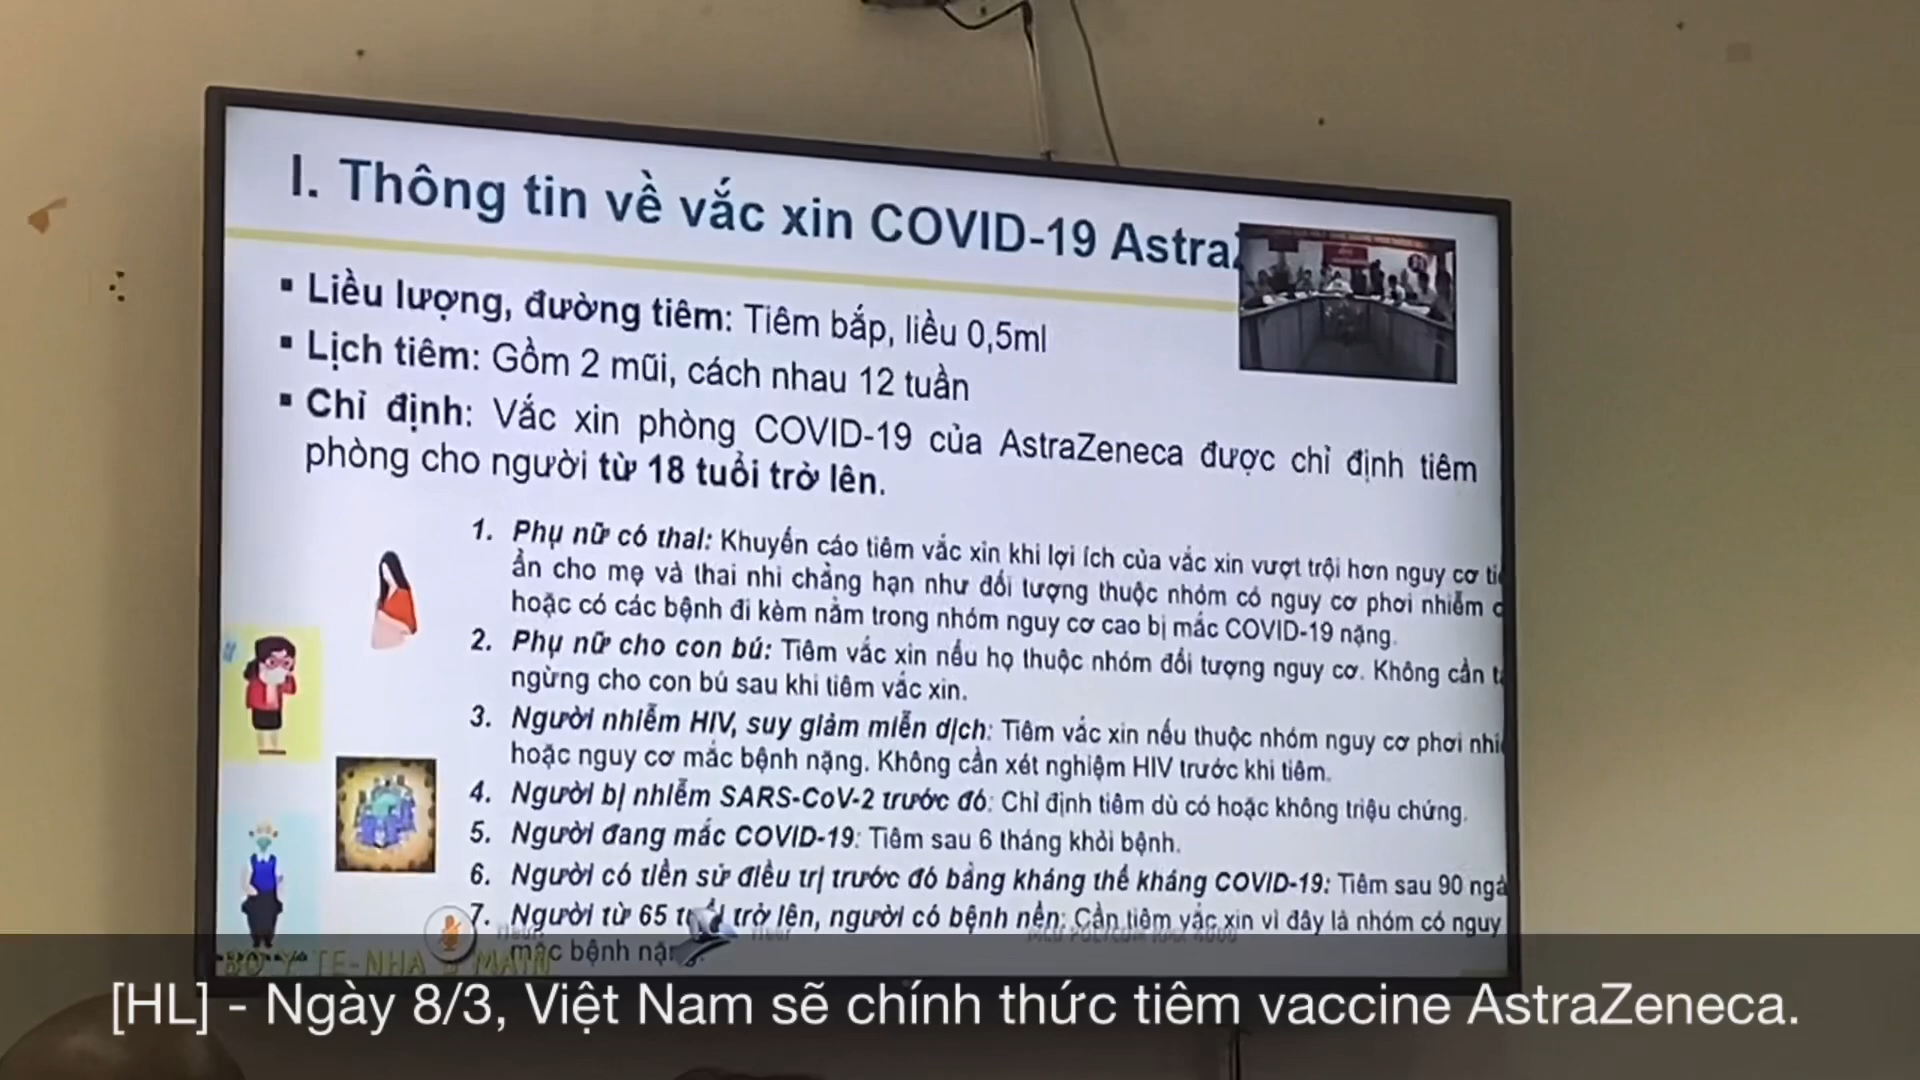 I. Thông tin về vắc xin COVID-19 Astra
▪ Liều lượng, đường tiêm: Tiêm bắp, liều 0,5ml
▪ Lịch tiêm: Gồm 2 mũi, cách nhau 12 tuần
▪ Chỉ định: Vắc xin phòng COVID-19 của AstraZeneca được chỉ định tiêm
phòng cho người từ 18 tuổi trở lên.
1. Phụ nữ có thai: Khuyến cáo tiêm vắc xin khi lợi ích của vắc xin vượt trội hơn nguy cơ
ẩn cho mẹ và thai nhi chẳng hạn như đối tượng thuộc nhóm có nguy cơ phơi nhiễm
hoặc có các bệnh đi kèm nằm trong nhóm nguy cơ cao bị mắc COVID-19 nặng.
2. Phụ nữ cho con bú: Tiêm vắc xin nếu họ thuộc nhóm đối tượng nguy cơ. Không cần
ngừng cho con bú sau khi tiêm vắc xin.
3. Người nhiễm HIV, suy giảm miễn dịch: Tiêm vắc xin nếu thuộc nhóm nguy cơ phơi
hoặc nguy cơ mắc bệnh nặng. Không cần xét nghiệm HIV trước khi tiêm.
4. Người bị nhiễm SARS-CoV-2 trước đó: Chỉ định tiêm dù có hoặc không triệu chứng.
5. Người đang mắc COVID-19: Tiêm sau 6 tháng khỏi bệnh.
6. Người có tiền sử điều trị trước đó bằng kháng thể kháng COVID-19: Tiêm sau 90
7. Người từ 65 tuổi trở lên, người có bệnh nền: Cần tiêm vắc xin vì đây là nhóm có nguy
mắc bệnh
[HL] - Ngày 8/3, Việt Nam sẽ chính thức tiêm vaccine AstraZeneca.